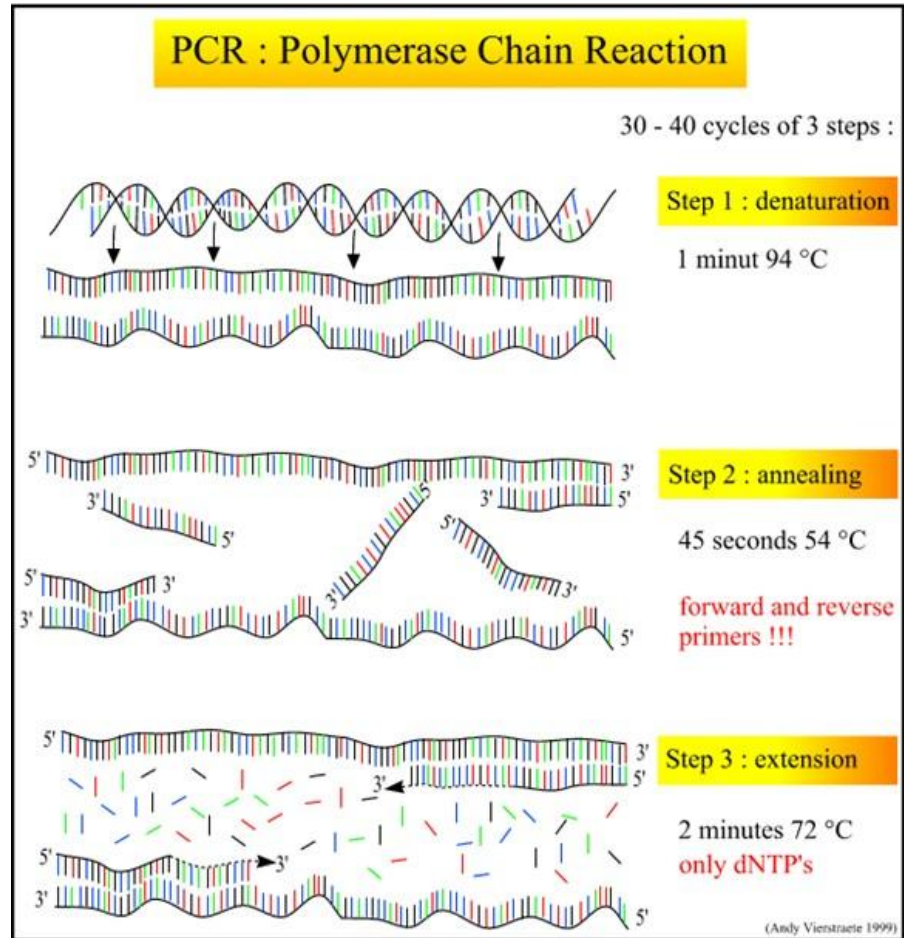 PCR : Polymerase Chain Reaction
30 - 40 cycles of 3 steps :
Step 1 : denaturation
1 minut 94 °C
5'
3'
Step 2 : annealing
3'
5'
5'
3'
5'
5'
45 seconds 54 °C
5'
3'
3'
3'
3'
forward and reverse
primers !!!
5'
5'
3'
Step 3 : extension
3'
5'
2 minutes 72 °C
only dNTP's
5'
3'
3'
5'
(Andy Vierstraete 1999)